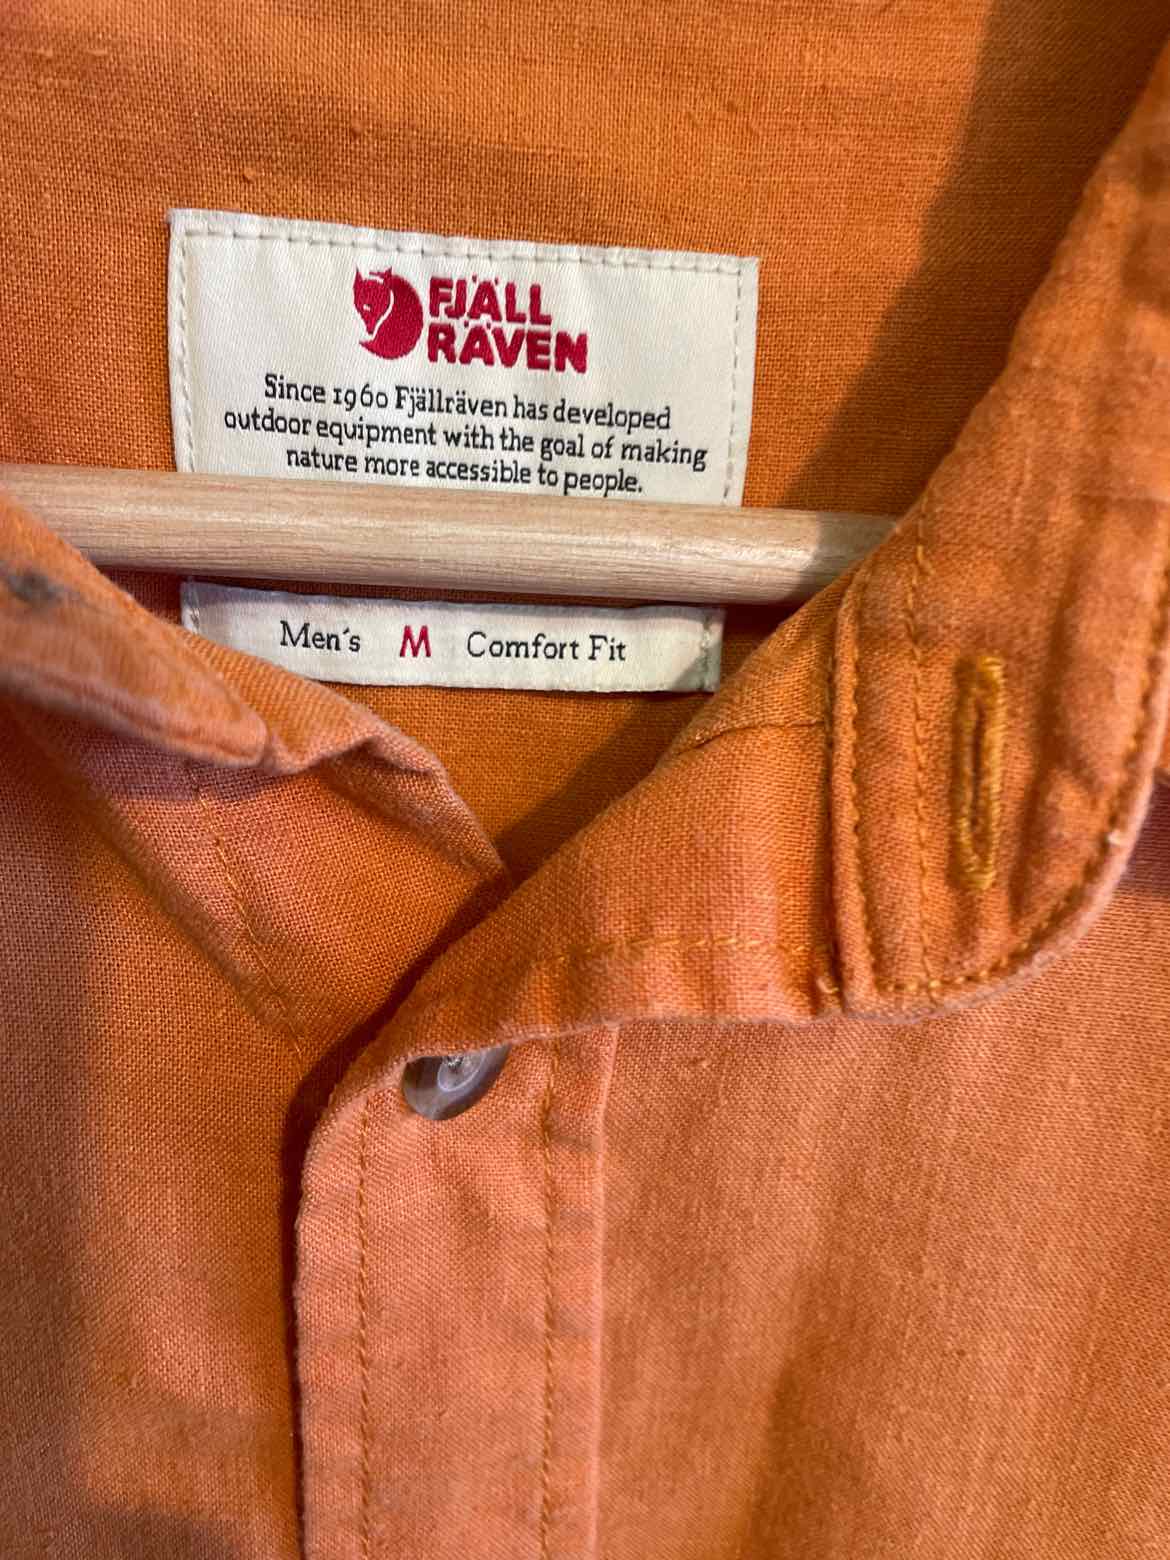 FJÄLL
RÄVEN
Since 1960 Fjällräven has developed
outdoor equipment with the goal of making
nature more accessible to people.
Men's M Comfort Fit